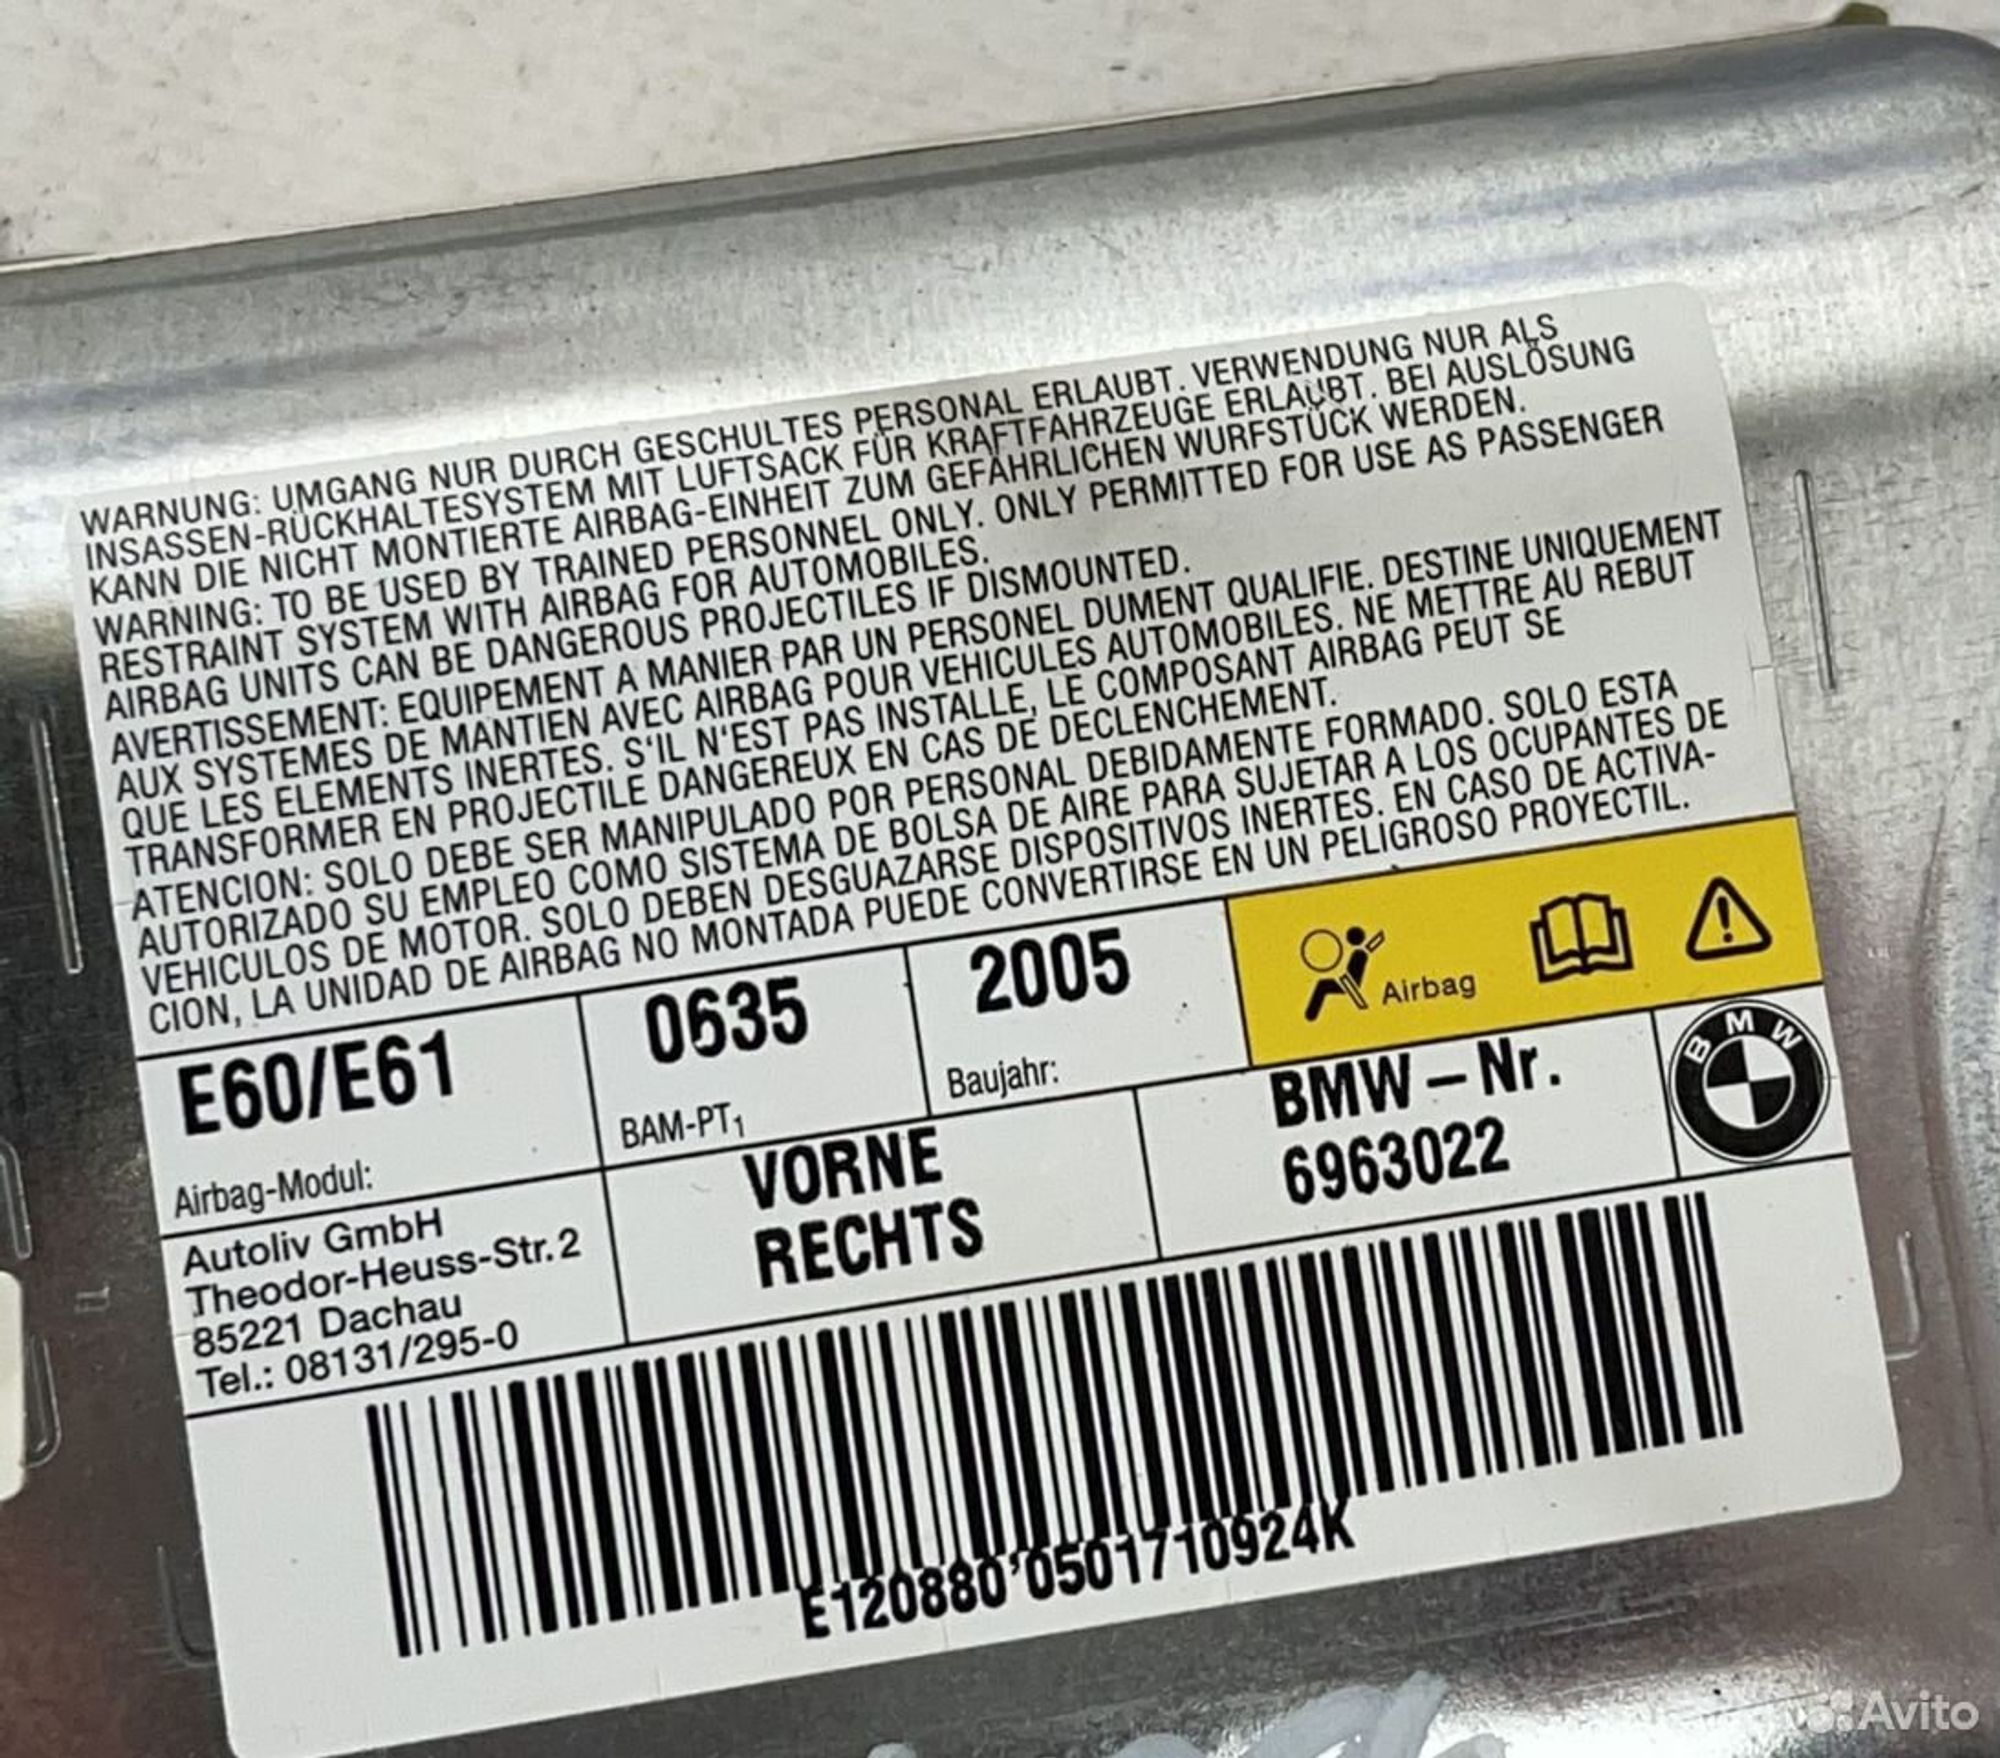 WARNUNG: UMGANG NUR DURCH GESCHULTES PERSONAL ERLAUBT. VERWENDUNG NUR ALS
INSASSEN-RÜCKHALTESYSTEM MIT LUFTSACK FÜR KRAFTFAHRZEUGE ERLAUBT. BEI AUSLÖSUNG
KANN DIE NICHT MONTIERTE AIRBAG-EINHEIT ZUM GEFÄHRLICHEN WURFSTÜCK WERDEN.
WARNING: TO BE USED BY TRAINED PERSONNEL ONLY. ONLY PERMITTED FOR USE AS PASSENGER
RESTRAINT SYSTEM WITH AIRBAG FOR AUTOMOBILES.
AIRBAG UNITS CAN BE DANGEROUS PROJECTILES IF DISMOUNTED.
AVERTISSEMENT: EQUIPEMENT A MANIER PAR UN PERSONEL DUMENT QUALIFIE. DESTINE UNIQUEMENT
AUX SYSTEMES DE MANTIEN AVEC AIRBAG POUR VEHICULES AUTOMOBILES. NE METTRE AU REBUT
QUE LES ELEMENTS INERTES. S'IL N'EST PAS INSTALLE, LE COMPOSANT AIRBAG PEUT SE
TRANSFORMER EN PROJECTILE DANGEREUX EN CAS DE DECLENCHEMENT.
ATENCION: SOLO DEBE SER MANIPULADO POR PERSONAL DEBIDAMENTE FORMADO. SOLO ESTA
AUTORIZADO SU EMPLEO COMO SISTEMA DE BOLSA DE AIRE PARA SUJETAR A LOS OCUPANTES DE
VEHICULOS DE MOTOR. SOLO DEBEN DESGUAZARSE DISPOSITIVOS INERTES. EN CASO DE ACTIVA-
CION, LA UNIDAD DE AIRBAG NO MONTADA PUEDE CONVERTIRSE EN UN PELIGROSO PROYECTIL.
E60/E61
Airbag-Modul:
0635
BAM-PT1
2005
Baujahr:
Airbag
Autoliv GmbH
Theodor-Heuss-Str. 2
85221 Dachau
Tel.: 08131/295-0
VORNE
RECHTS
BMW – Nr.
6963022
BMW
E120880'0501710924K
Avito